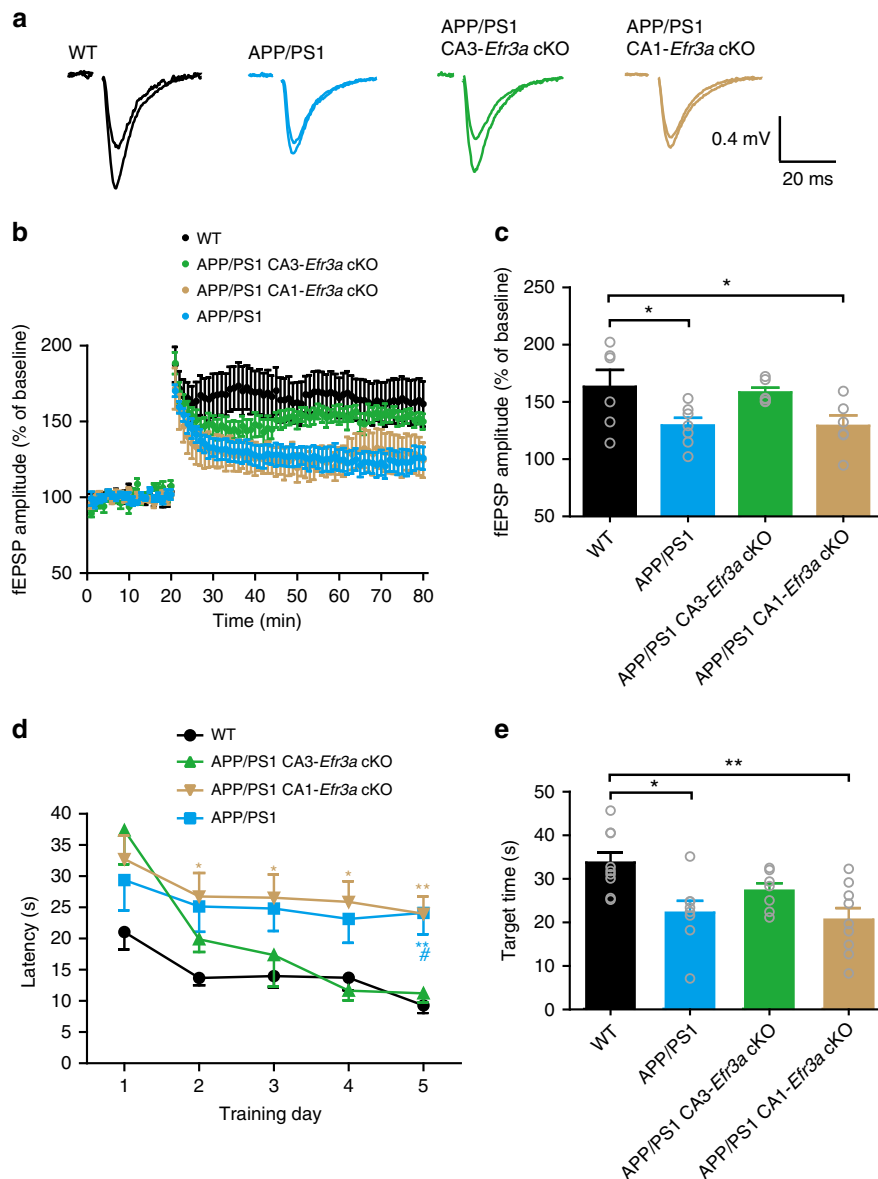 a
WT
APP/PS1
APP/PS1
CA3-Efr3a cKO
APP/PS1
CA1-Efr3a cKO
0.4 mV
20 ms
b
WT
APP/PS1 CA3-Efr3a cKO
APP/PS1 CA1-Efr3a cKO
APP/PS1
fEPSP amplitude (% of baseline)
200
150
100
50
0 10 20 30 40 50 60 70 80
Time (min)
c
fEPSP amplitude (% of baseline)
250
200
150
100
50
*
*
WT
APP/PS1
APP/PS1 CA3-Efr3a cKO
APP/PS1 CA1-Efr3a cKO
d
WT
APP/PS1 CA3-Efr3a cKO
APP/PS1 CA1-Efr3a cKO
APP/PS1
Latency (s)
40
35
30
25
20
15
10
5
0
* * * **
**
#
1 2 3 4 5
Training day
e
Target time (s)
50
40
30
20
10
0
**
*
WT
APP/PS1
APP/PS1 CA3-Efr3a cKO
APP/PS1 CA1-Efr3a cKO